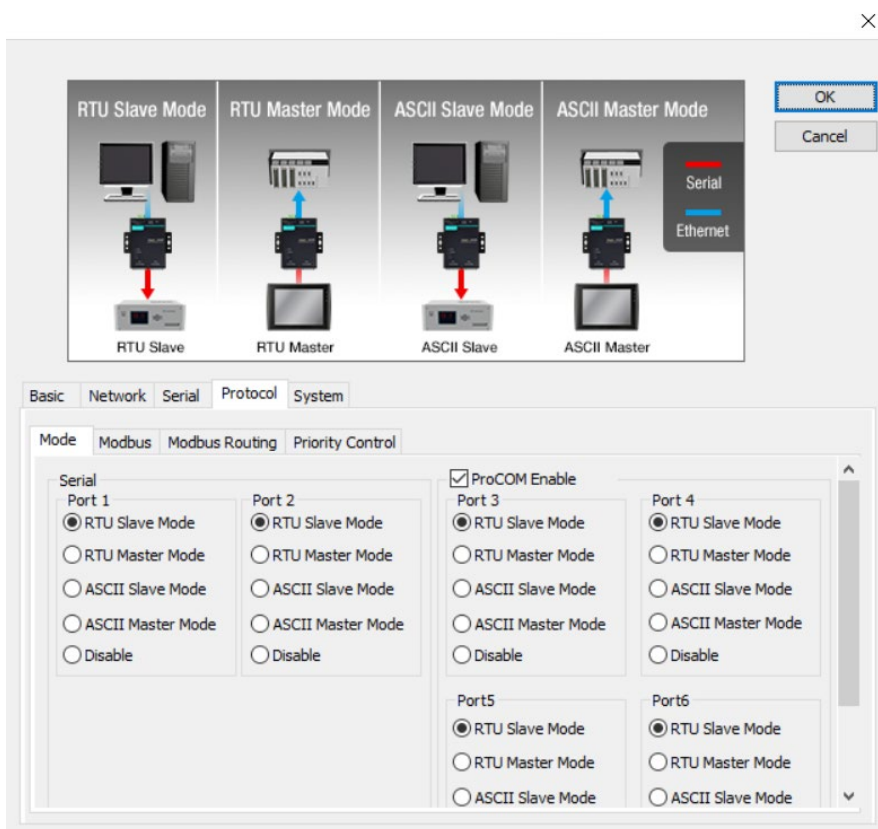 RTU Slave Mode
RTU Master Mode
ASCII Slave Mode
ASCII Master Mode
Serial
Ethernet
RTU Slave
RTU Master
ASCII Slave
ASCII Master
OK
Cancel
Basic Network Serial Protocol System
Mode Modbus Modbus Routing Priority Control
Serial
Port 1
RTU Slave Mode
RTU Master Mode
ASCII Slave Mode
ASCII Master Mode
Disable
Port 2
RTU Slave Mode
RTU Master Mode
ASCII Slave Mode
ASCII Master Mode
Disable
ProCOM Enable
Port 3
RTU Slave Mode
RTU Master Mode
ASCII Slave Mode
ASCII Master Mode
Disable
Port 4
RTU Slave Mode
RTU Master Mode
ASCII Slave Mode
ASCII Master Mode
Disable
Port5
RTU Slave Mode
RTU Master Mode
ASCII Slave Mode
Port6
RTU Slave Mode
RTU Master Mode
ASCII Slave Mode